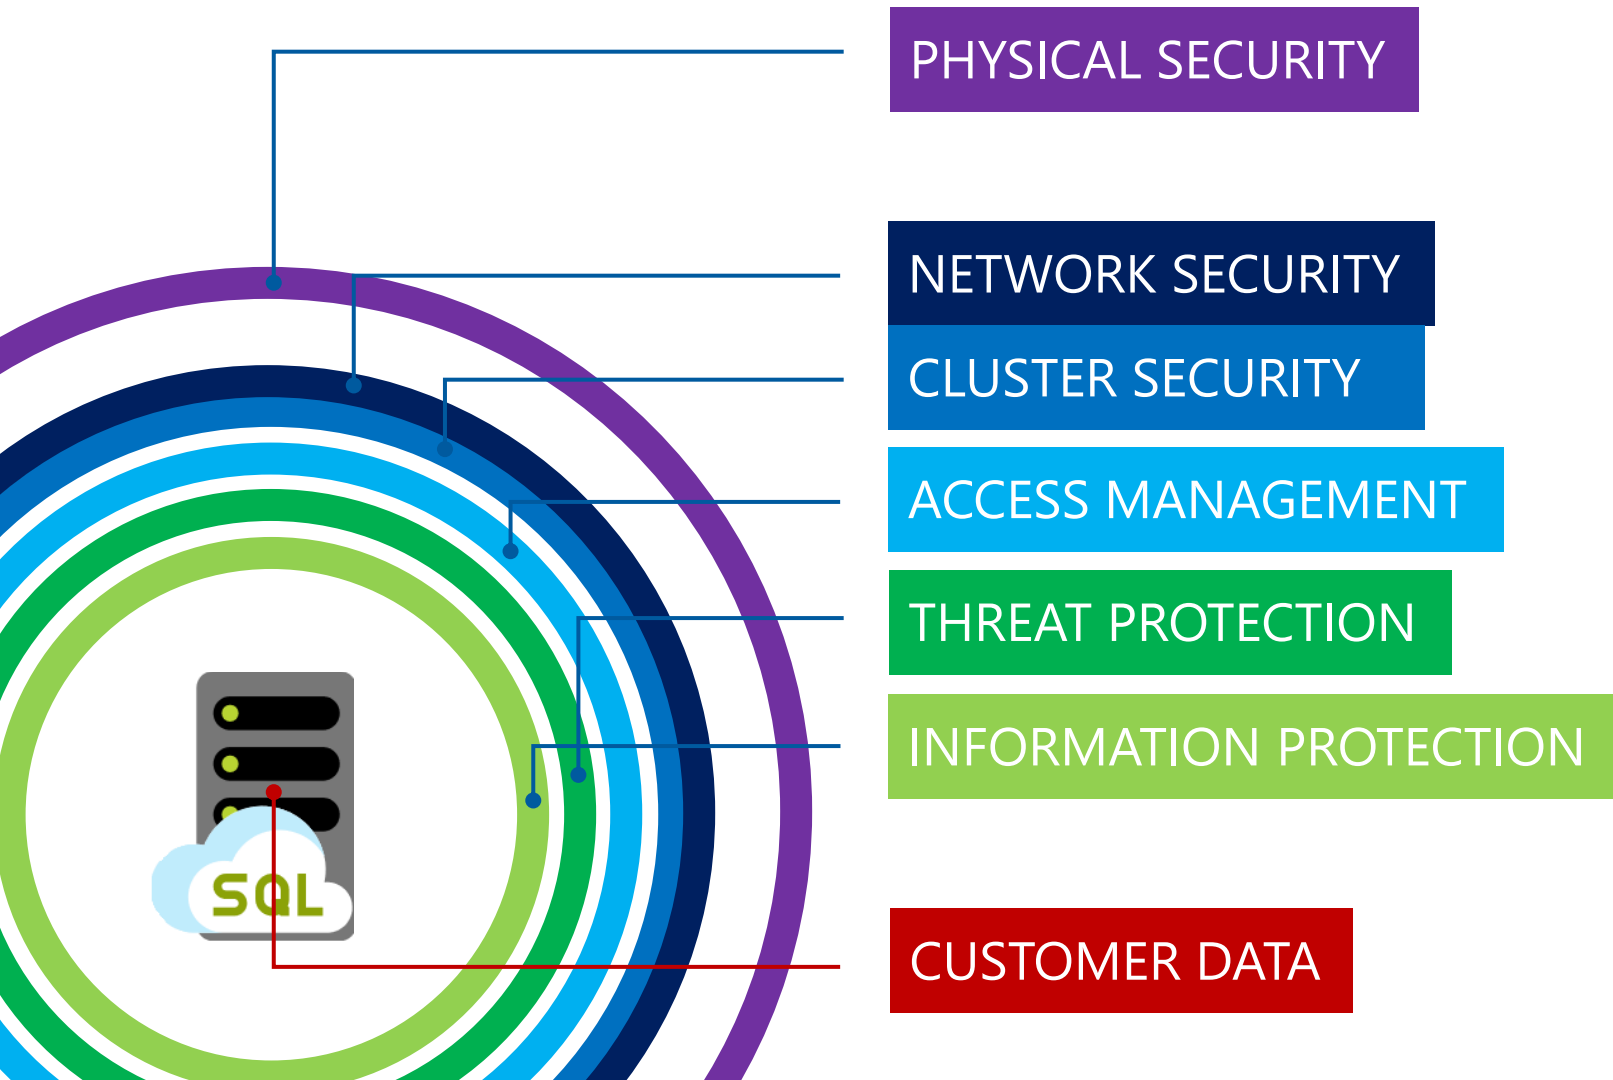 PHYSICAL SECURITY
NETWORK SECURITY
CLUSTER SECURITY
ACCESS MANAGEMENT
THREAT PROTECTION
INFORMATION PROTECTION
SQL
CUSTOMER DATA